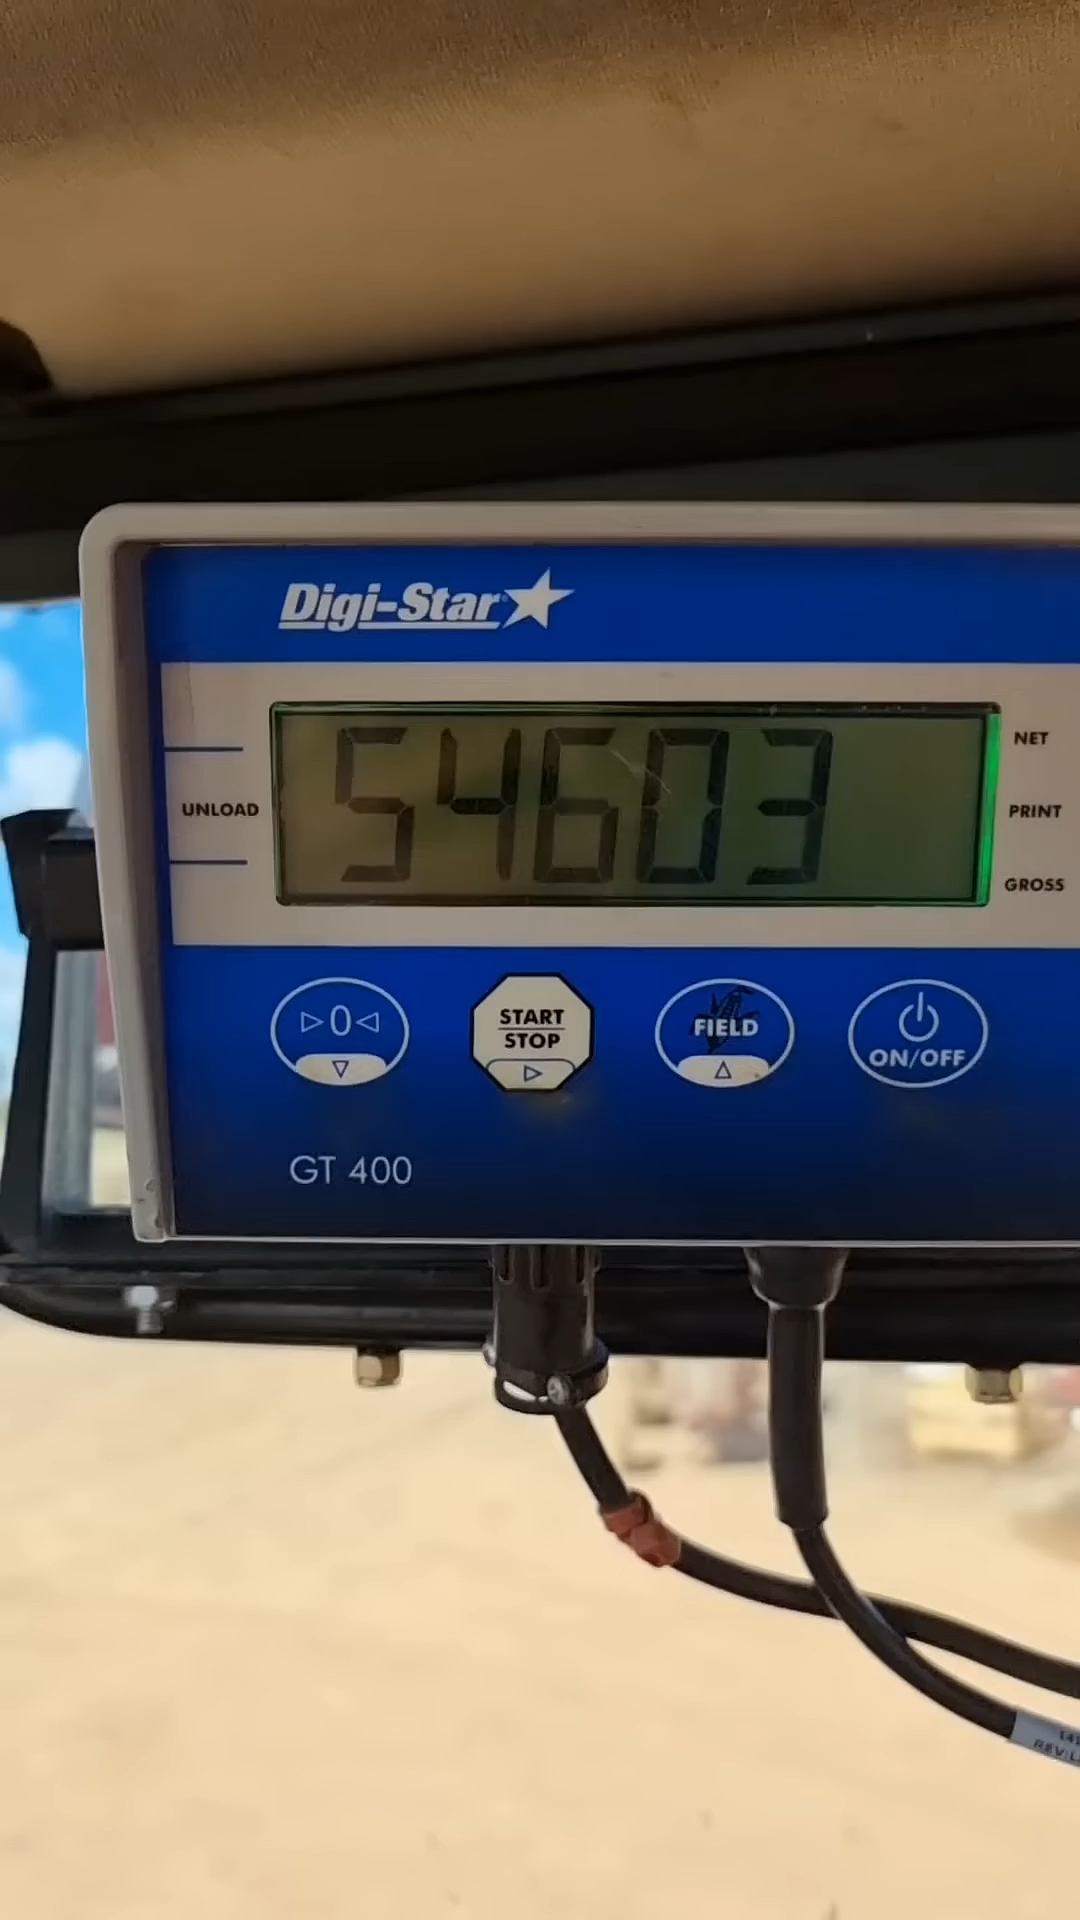 Digi-Star
54603
NET
UNLOAD
PRINT
GROSS
0
START
STOP
FIELD
ON/OFF
GT 400